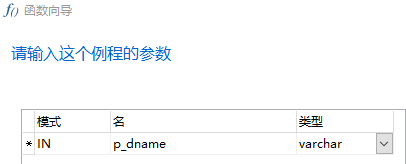 f() 函数向导
请输入这个例程的参数
模式 名 类型
* IN p_dname varchar